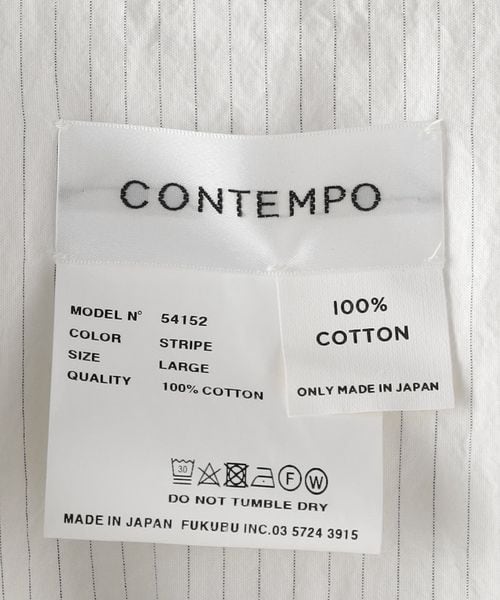 CONTEMPO
MODEL N° 54152
COLOR STRIPE
SIZE LARGE
QUALITY 100% COTTON
100%
COTTON
ONLY MADE IN JAPAN
30 F W
DO NOT TUMBLE DRY
MADE IN JAPAN FUKUBU INC.03 5724 3915